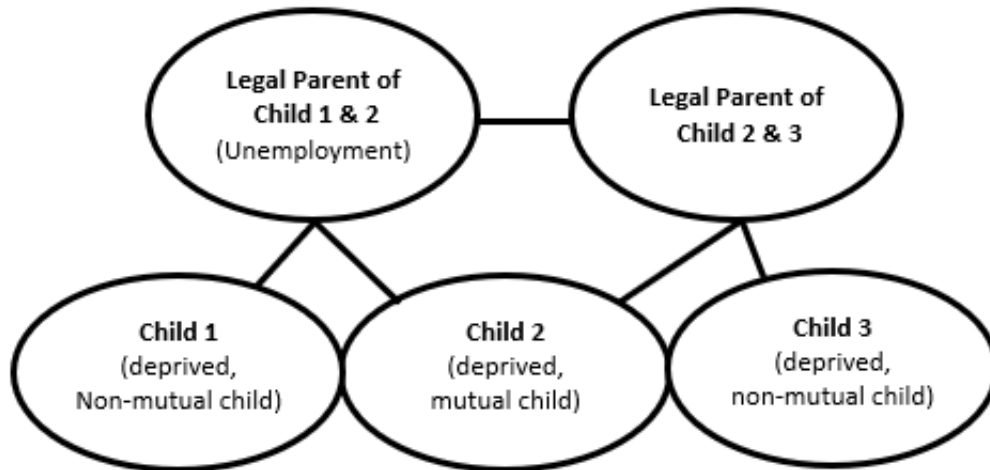 Legal Parent of
Child 1 & 2
(Unemployment)
Legal Parent of
Child 2 & 3
Child 1
(deprived,
Non-mutual child)
Child 2
(deprived,
mutual child)
Child 3
(deprived,
non-mutual child)